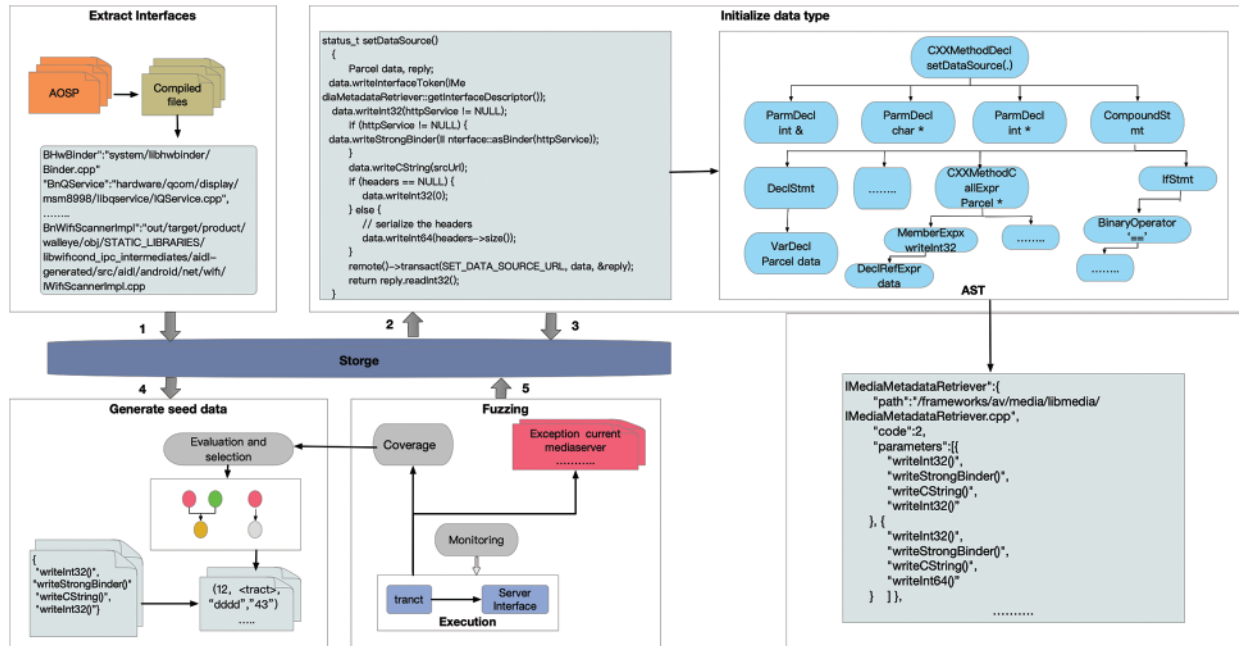 Extract Interfaces
AOSP
Compiled
files
BHwBinder":"system/libhwbinder/
Binder.cpp"
"BnQService":"hardware/qcom/display/
msm8998/libqservice/IQService.cpp",
........
BnWifiScannerImpl":"out/target/product/
walleye/obj/STATIC_LIBRARIES/
libwificond_ipc_intermediates/aidl-
generated/src/aidl/android/net/wifi/
IWifiScannerImpl.cpp
Initialize data type
status_t setDataSource()
{
Parcel data, reply;
data.writeInterfaceToken(IMe
diaMetadataRetriever::getInterfaceDescriptor());
data.writeInt32(httpService != NULL);
if (httpService != NULL) {
data.writeStrongBinder(II nterface::asBinder(httpService));
}
data.writeCString(srcUrl);
if (headers == NULL) {
data.writeInt32(0);
} else {
// serialize the headers
data.writeInt64(headers->size());
}
remote()->transact(SET_DATA_SOURCE_URL, data, &reply);
return reply.readInt32();
}
CXXMethodDecl
setDataSource(.)
ParmDecl
int &
ParmDecl
char *
ParmDecl
int *
CompoundSt
mt
DeclStmt
........
CXXMethodC
allExpr
Parcel *
IfStmt
VarDecl
Parcel data
MemberExpx
writeInt32
........
BinaryOperator
'=='
DeclRefExpr
data
........
AST
1
2
3
Storge
4
5
Generate seed data
Evaluation and
selection
{
"writeInt32()",
"writeStrongBinder()"
"writeCString()",
"writeInt32()"}
(12, <tract>,
"dddd","43")
.....
Fuzzing
Coverage
Exception current
mediaserver
...........
Monitoring
tranct
Server
Interface
Execution
IMediaMetadataRetriever":{
"path":"/frameworks/av/media/libmedia/
IMediaMetadataRetriever.cpp",
"code":2,
"parameters":[{
"writeInt32()",
"writeStrongBinder()",
"writeCString()",
"writeInt32()"
}, {
"writeInt32()",
"writeStrongBinder()",
"writeCString()",
"writeInt64()"
} ] },
..........